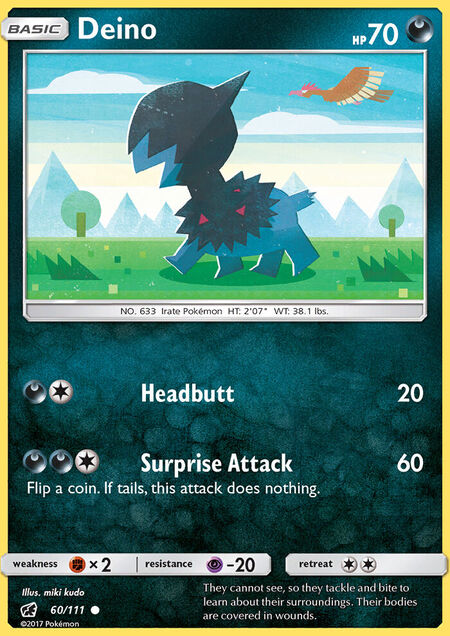 BASIC Deino HP70
NO. 633 Irate Pokémon HT: 2'07" WT: 38.1 lbs.
Headbutt 20
Surprise Attack 60
Flip a coin. If tails, this attack does nothing.
weakness ×2 resistance -20 retreat
Illus. miki kudo
60/111
©2017 Pokémon
They cannot see, so they tackle and bite to
learn about their surroundings. Their bodies
are covered in wounds.